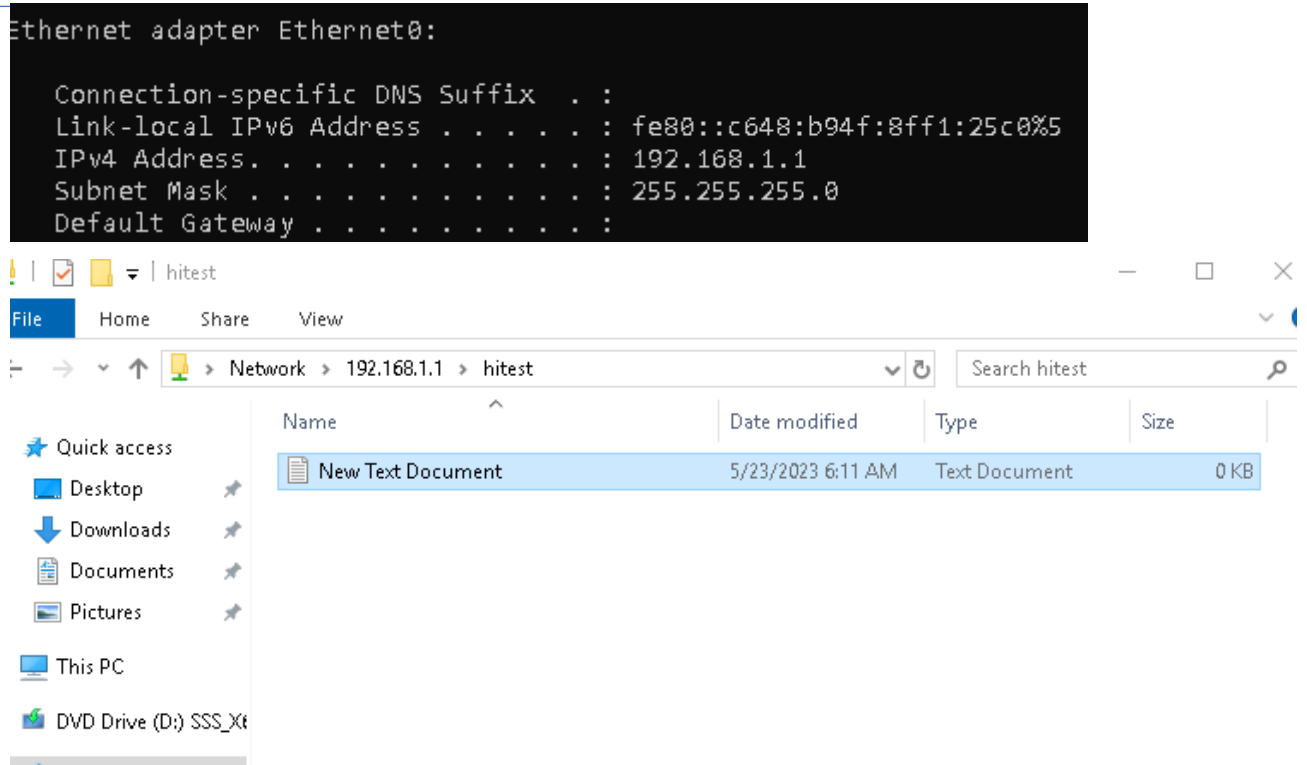 Ethernet adapter Ethernet0:
Connection-specific DNS Suffix . :
Link-local IPv6 Address . . . . . : fe80::c648:b94f:8ff1:25c0%5
IPv4 Address. . . . . . . . . . . : 192.168.1.1
Subnet Mask . . . . . . . . . . . : 255.255.255.0
Default Gateway . . . . . . . . . :
hitest
File Home Share View
Network > 192.168.1.1 > hitest Search hitest
Name Date modified Type Size
Quick access
New Text Document 5/23/2023 6:11 AM Text Document 0 KB
Desktop
Downloads
Documents
Pictures
This PC
DVD Drive (D:) SSS_X6